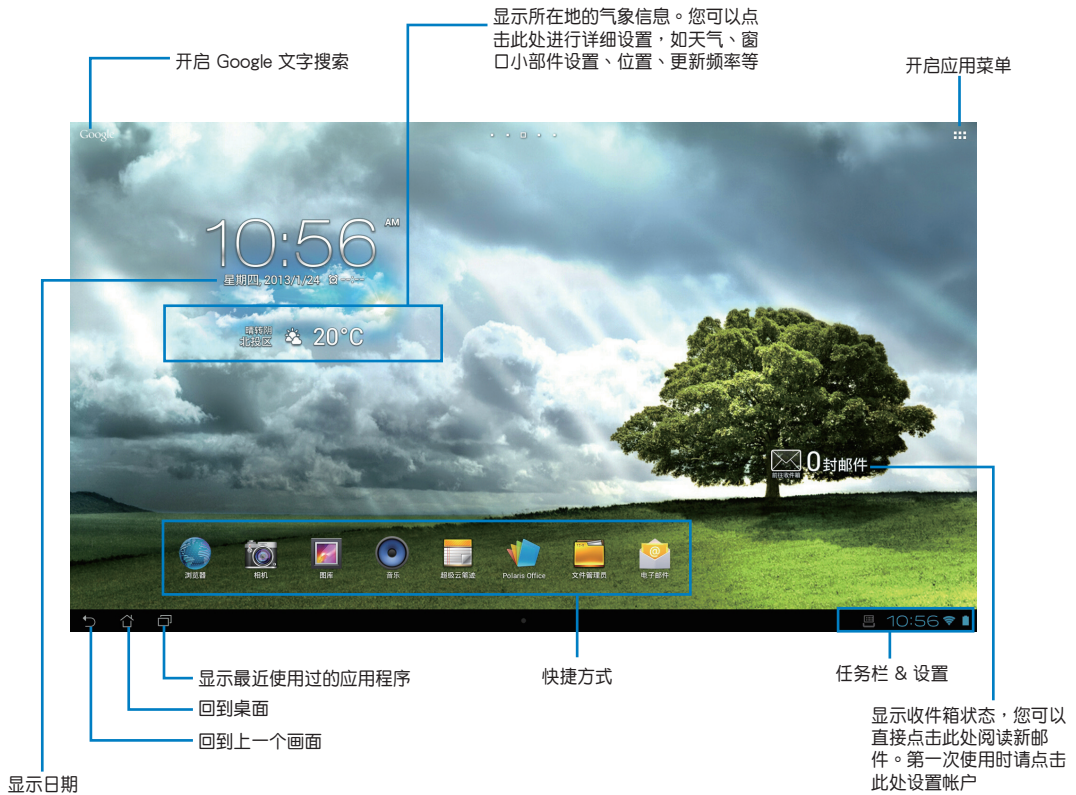 显示所在地的气象信息。您可以点
击此处进行详细设置，如天气、窗
口小部件设置、位置、更新频率等
开启 Google 文字搜索
开启应用菜单
Google
10:56 AM
星期四, 2013/1/24 --:--
晴转阴
北投区
20°C
0封邮件
前往收件箱
浏览器
相机
图库
音乐
超级云笔迹
Polaris Office
文件管理员
电子邮件
10:56
显示最近使用过的应用程序
快捷方式
任务栏 & 设置
回到桌面
回到上一个画面
显示收件箱状态，您可以
直接点击此处阅读新邮
件。第一次使用时请点击
此处设置帐户
显示日期